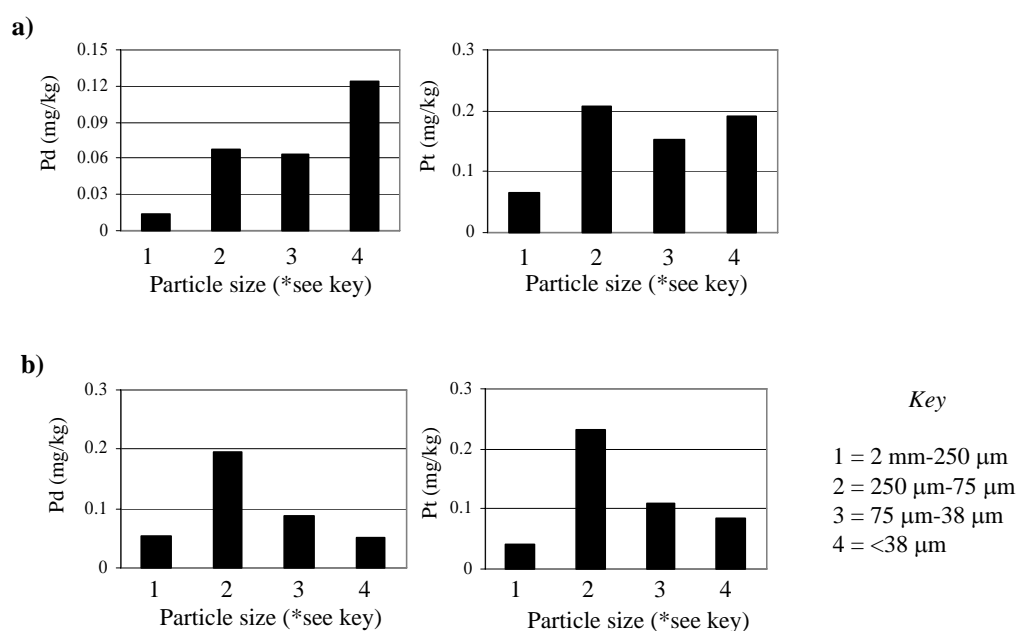 a)
Pd (mg/kg)
0.15
0.12
0.09
0.06
0.03
0
1 2 3 4
Particle size (*see key)
Pt (mg/kg)
0.3
0.2
0.1
0
1 2 3 4
Particle size (*see key)
b)
Pd (mg/kg)
0.3
0.2
0.1
0
1 2 3 4
Particle size (*see key)
Pt (mg/kg)
0.3
0.2
0.1
0
1 2 3 4
Particle size (*see key)
Key
1 = 2 mm-250 μm
2 = 250 μm-75 μm
3 = 75 μm-38 μm
4 = <38 μm